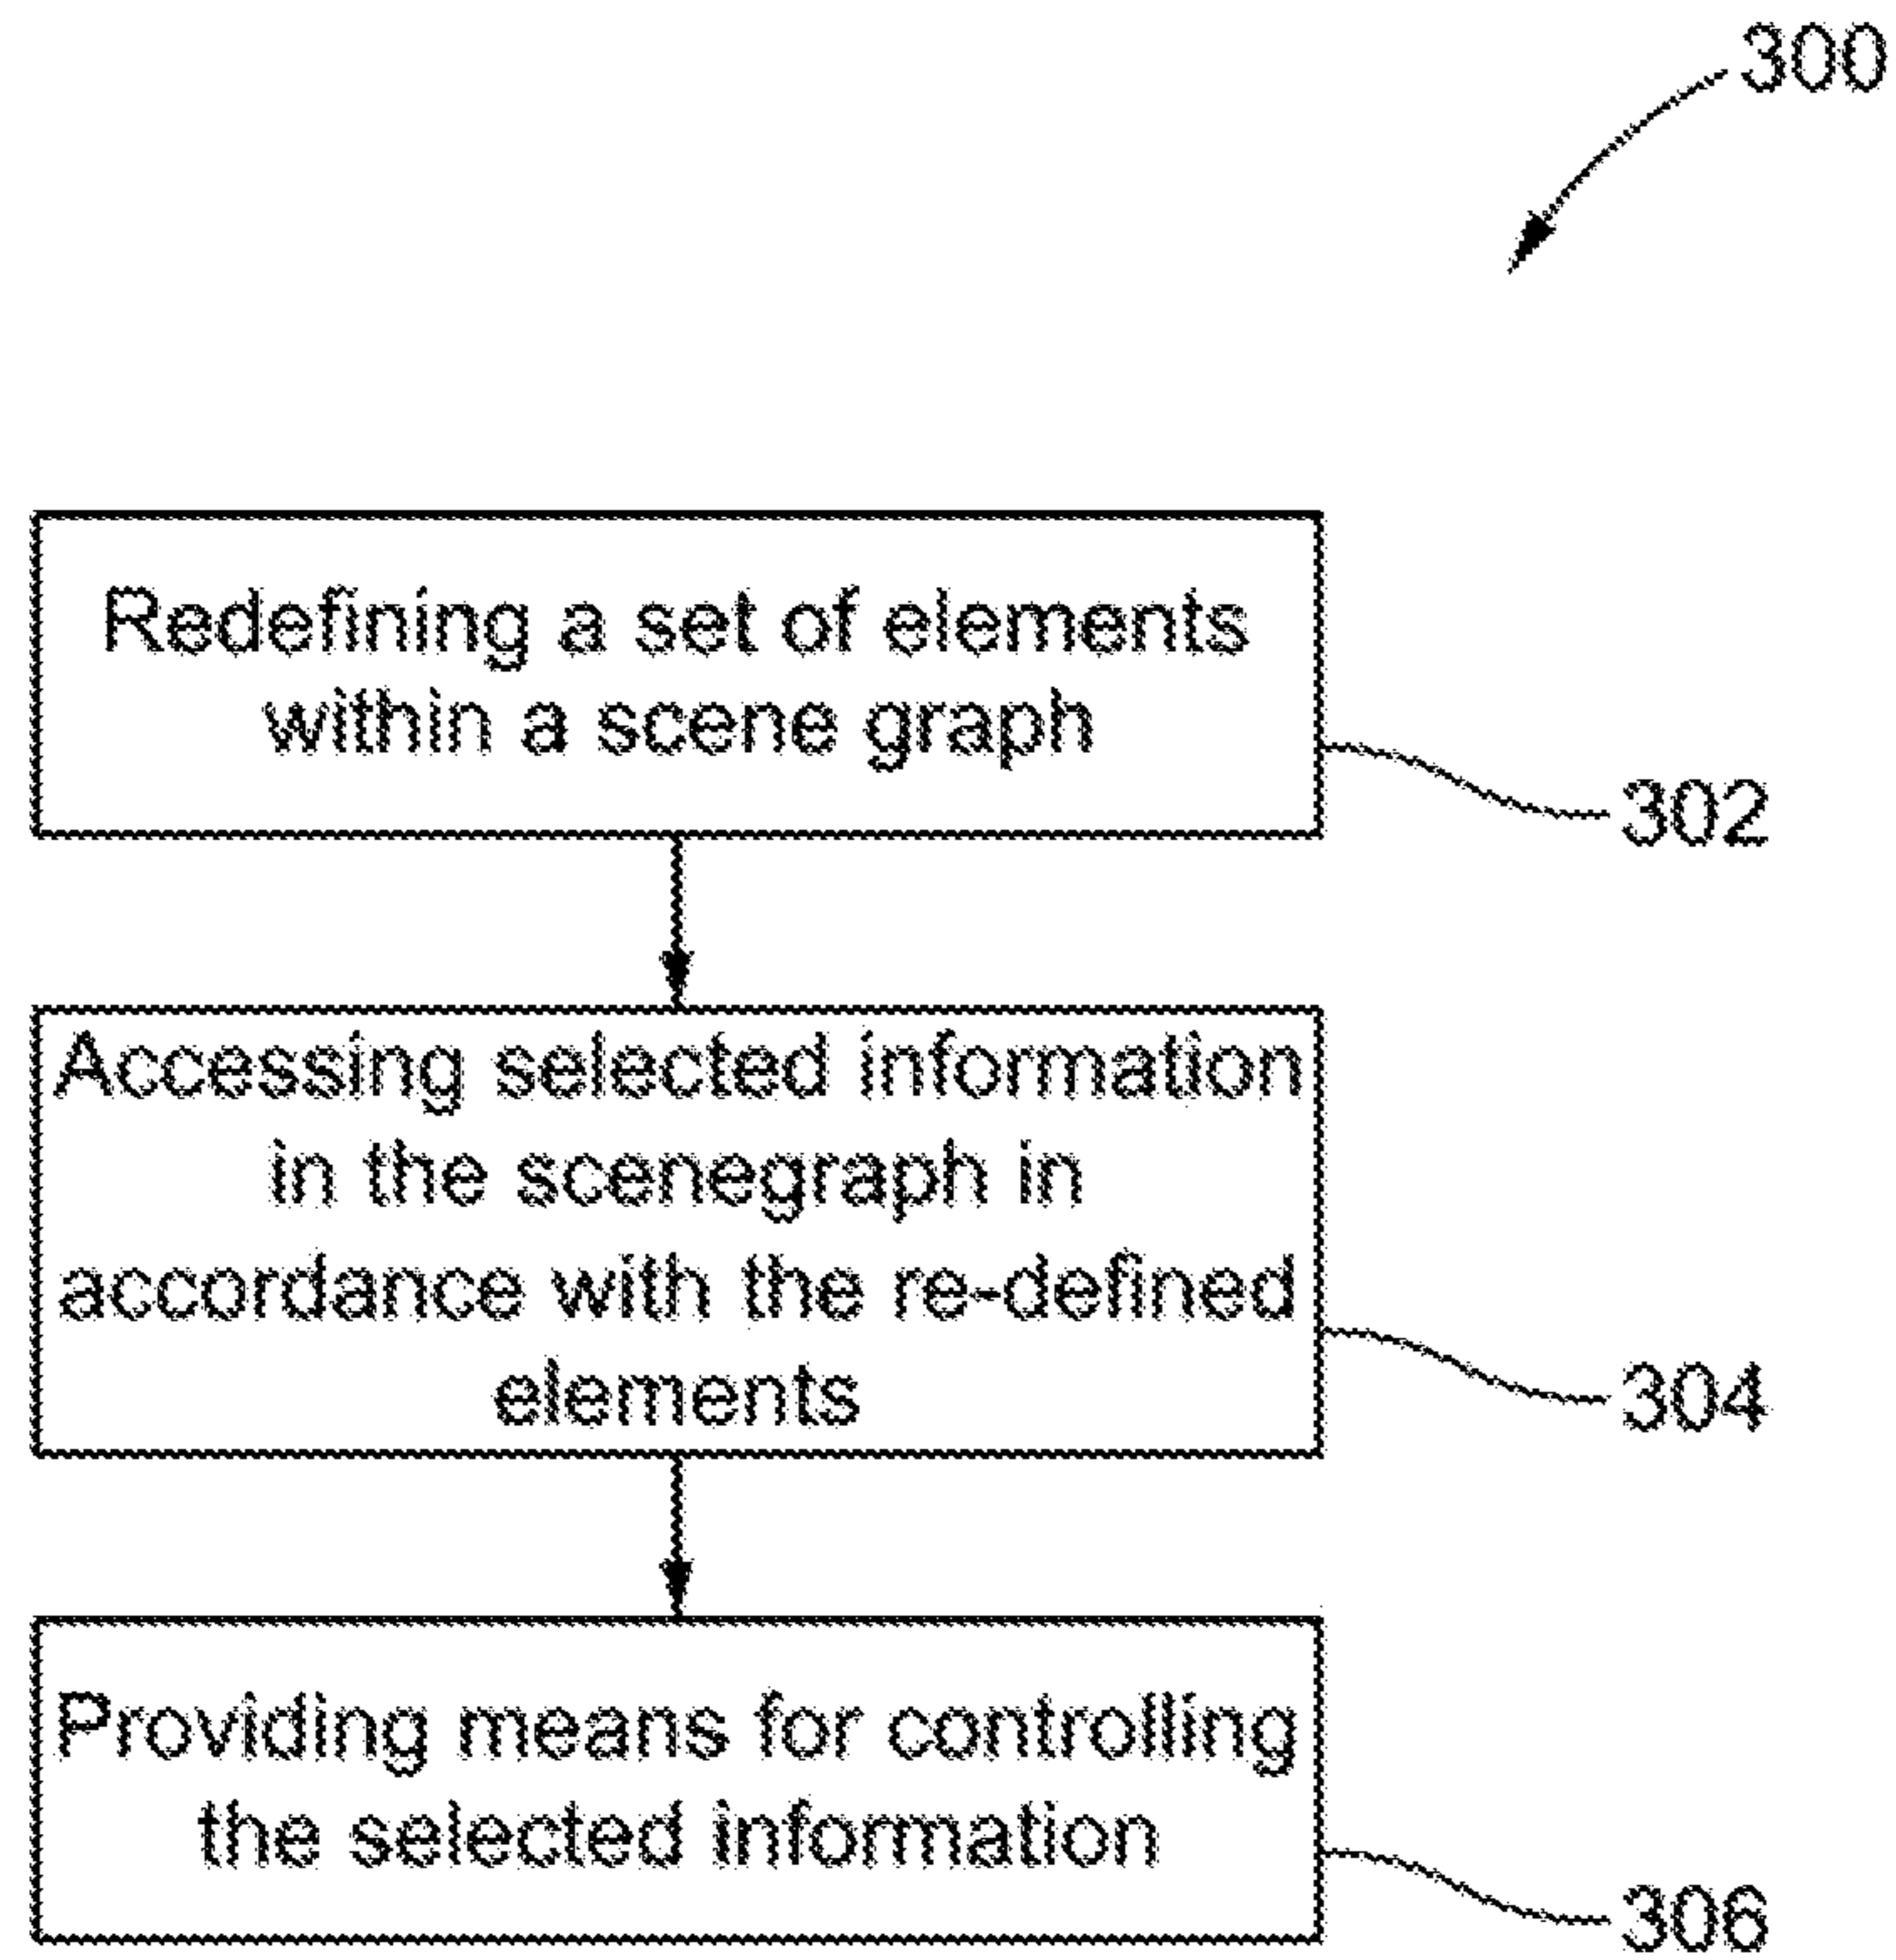 300
Redefining a set of elements
within a scene graph
302
Accessing selected information
in the scenegraph in
accordance with the re-defined
elements
304
Providing means for controlling
the selected information
306